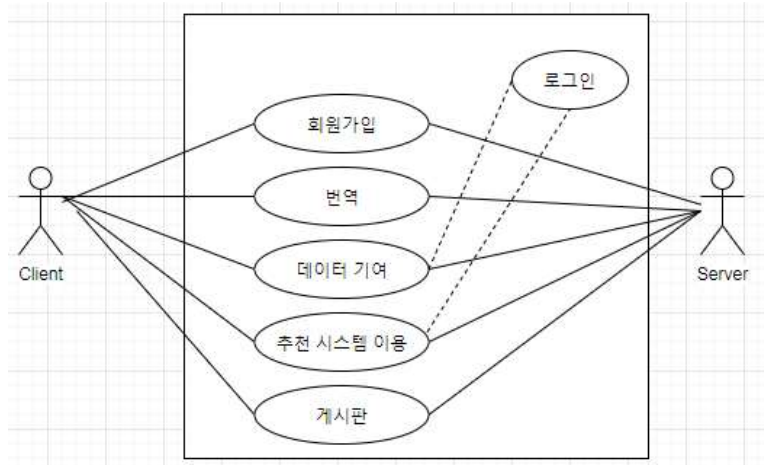 로그인
회원가입
번역
데이터 기여
추천 시스템 이용
게시판
Client
Server